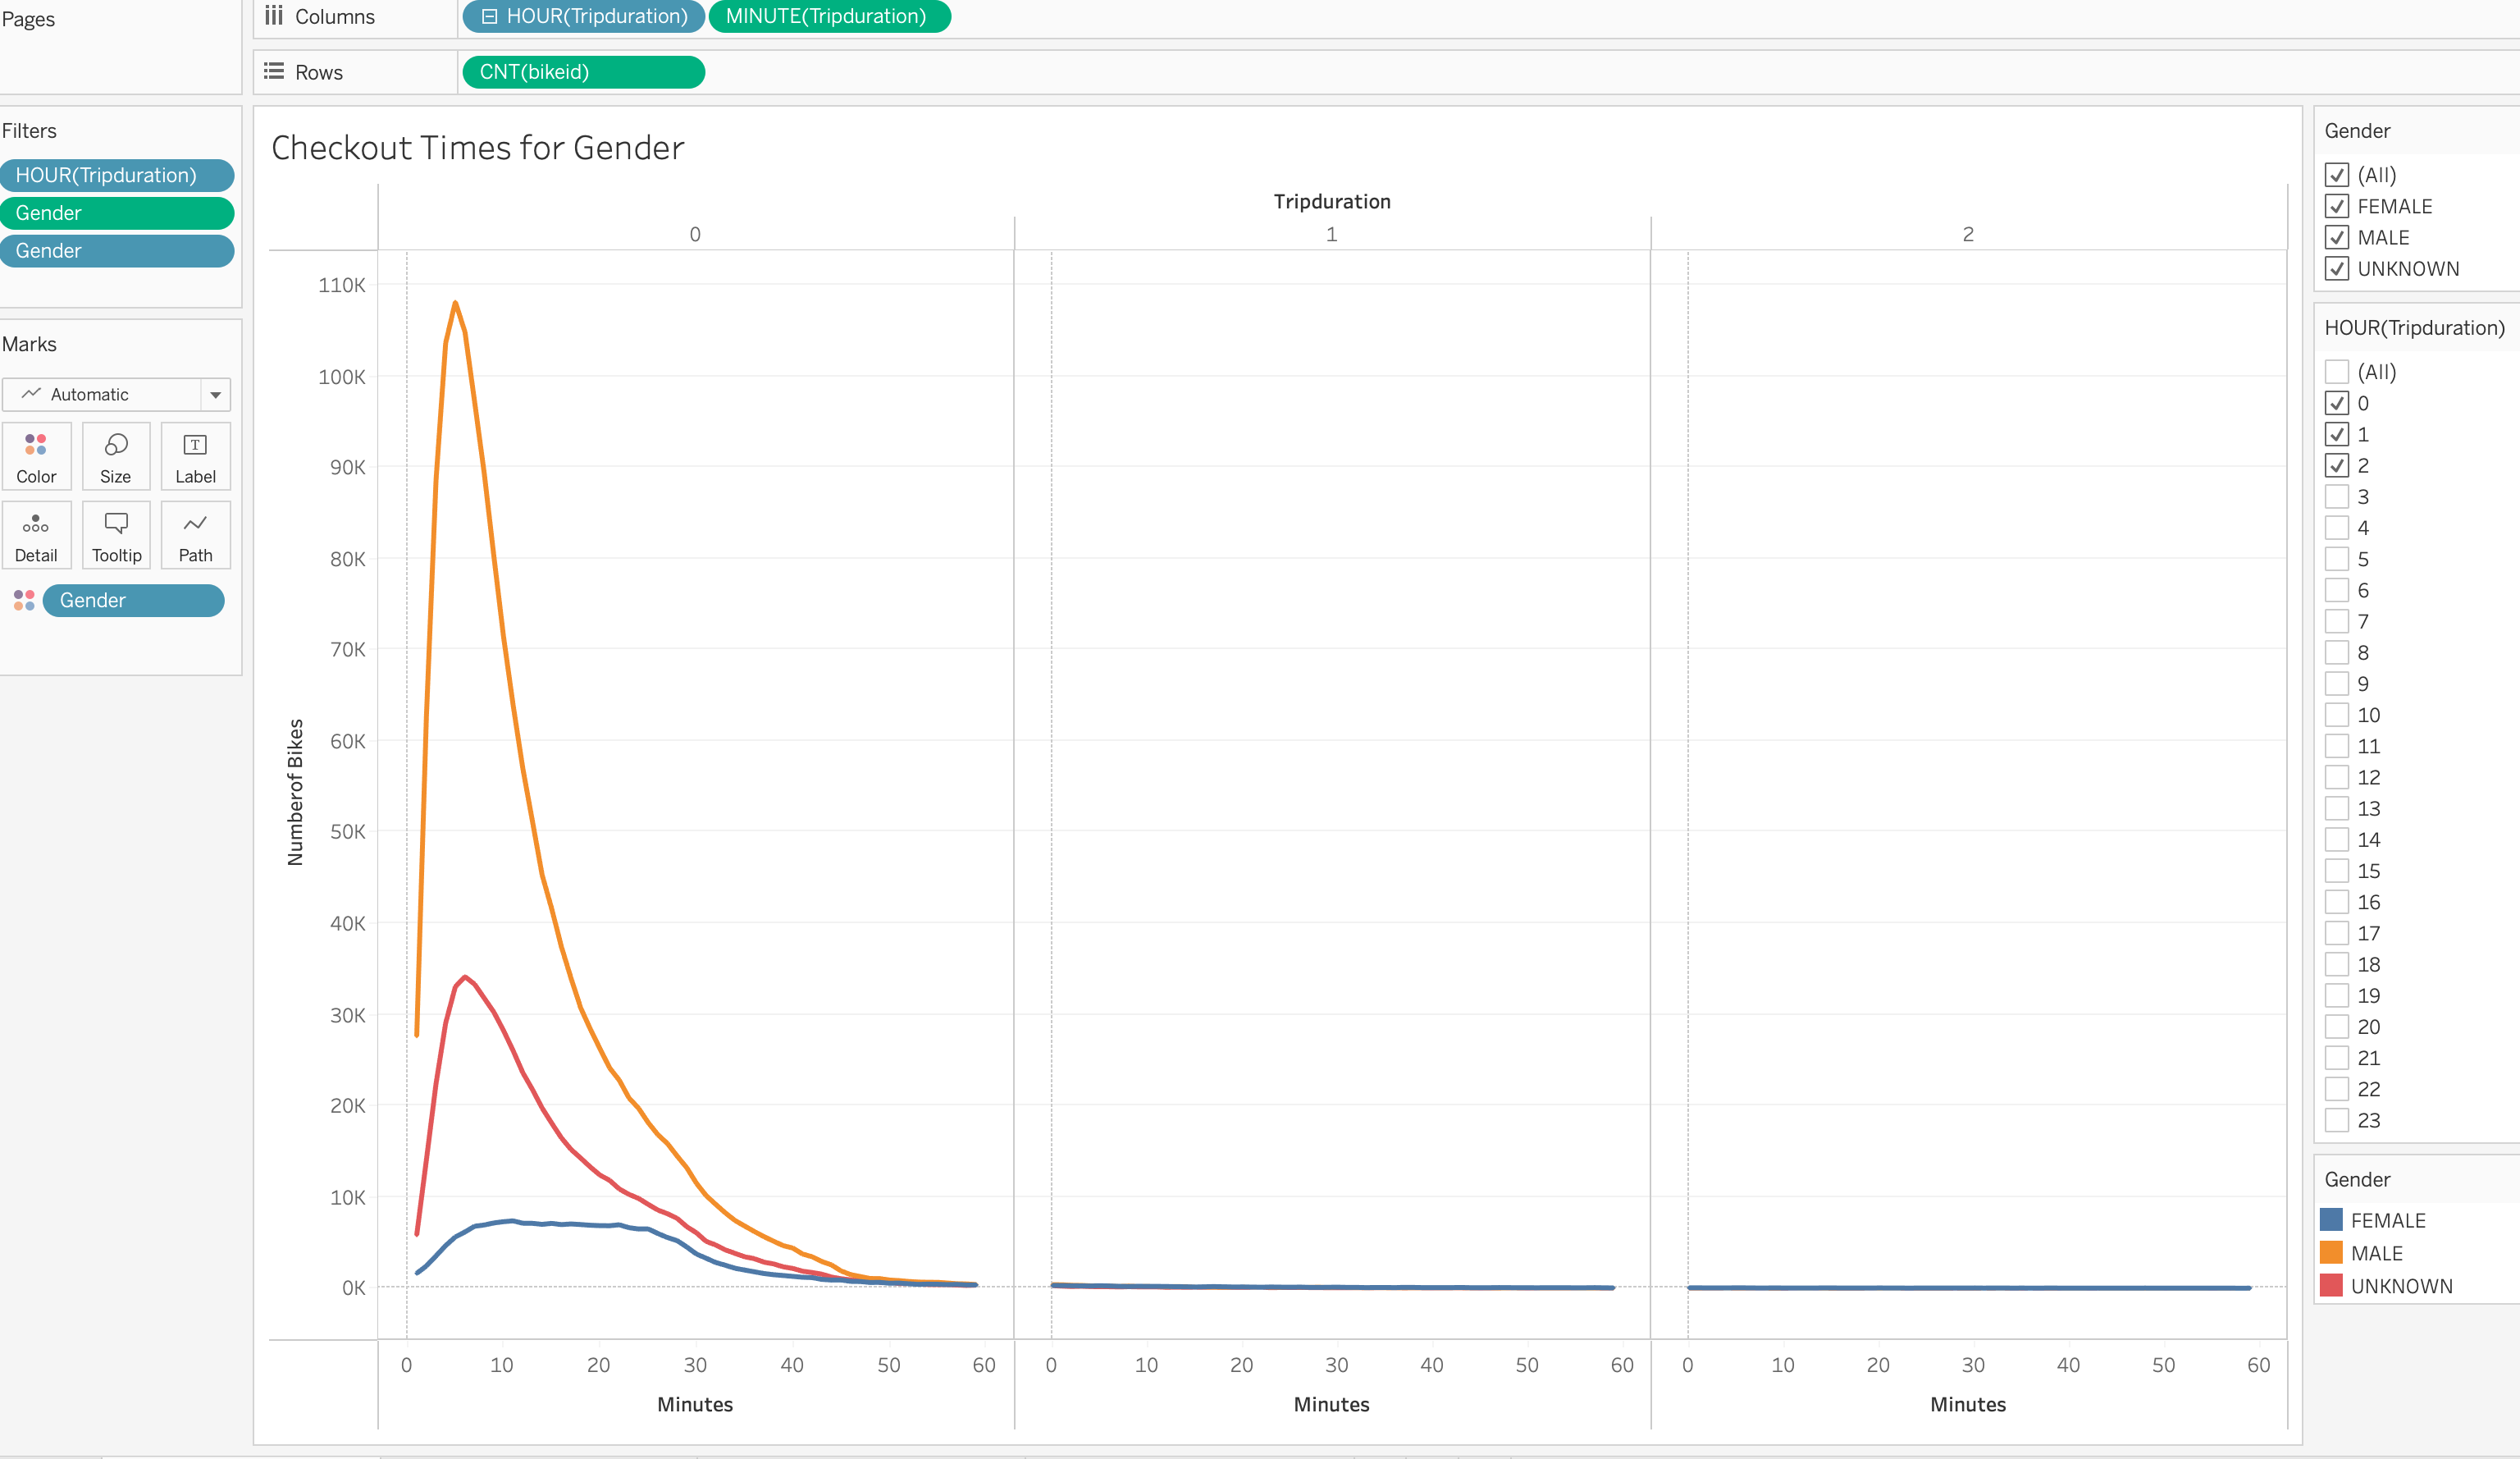 Pages
Columns
HOUR(Tripduration)
MINUTE(Tripduration)
Rows
CNT(bikeid)
Filters
HOUR(Tripduration)
Gender
Gender
Marks
Automatic
Color
Size
Label
Detail
Tooltip
Path
Gender
Checkout Times for Gender
Tripduration
0
1
2
Numberof Bikes
110K
100K
90K
80K
70K
60K
50K
40K
30K
20K
10K
0K
0 10 20 30 40 50 60
0 10 20 30 40 50 60
0 10 20 30 40 50 60
Minutes
Minutes
Minutes
Gender
(All)
FEMALE
MALE
UNKNOWN
HOUR(Tripduration)
(All)
0
1
2
3
4
5
6
7
8
9
10
11
12
13
14
15
16
17
18
19
20
21
22
23
Gender
FEMALE
MALE
UNKNOWN